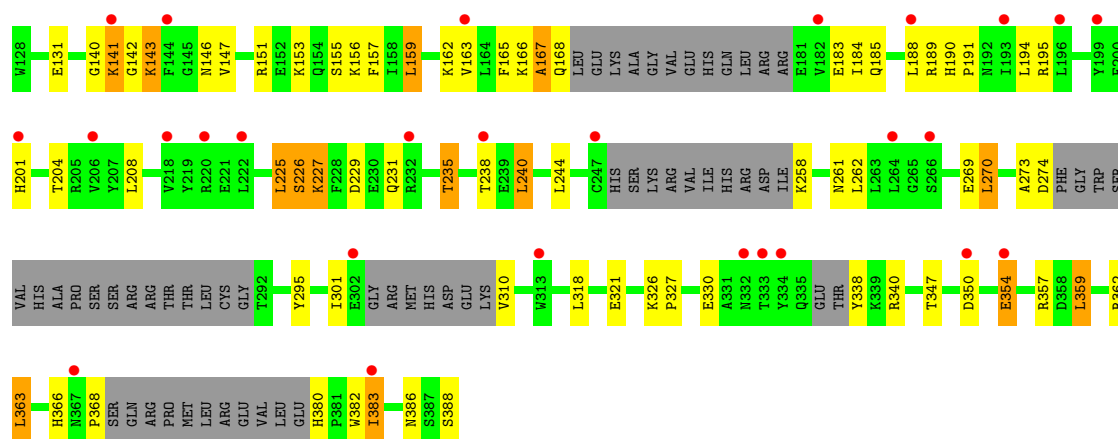 W128 E131 G140 K141 G142 K143 F144 G145 N146 V147 R151 E152 K153 Q154 S155 K156 F157 I158 L159 K162 V163 L164 F165 K166 A167 Q168 LEU GLU LYS ALA GLY VAL GLU HIS GLN LEU ARG ARG E181 V182 E183 I184 Q185 L188 R189 H190 P191 N192 I193 L194 R195 L196 Y199 F200
H201 T204 R205 V206 Y207 L208 V218 Y219 R220 E221 L222 L225 S226 K227 F228 D229 E230 Q231 R232 T235 T238 E239 L240 L244 C247 HIS SER LYS ARG VAL ILE HIS ARG ASP ILE K258 N261 L262 L263 L264 G265 S266 E269 L270 A273 D274 PHE GLY TRP SER
VAL HIS ALA PRO SER SER ARG ARG THR THR LEU CYS GLY T292 Y295 I301 E302 GLY ARG MET HIS ASP GLU LYS V310 W313 L318 E321 K326 P327 E330 A331 N332 T333 Y334 Q335 GLU THR Y338 K339 R340 T347 D350 E354 R357 D358 L359 R362
L363 H366 N367 P368 SER GLN ARG PRO MET LEU ARG GLU VAL LEU GLU H380 P381 W382 I383 N386 S387 S388